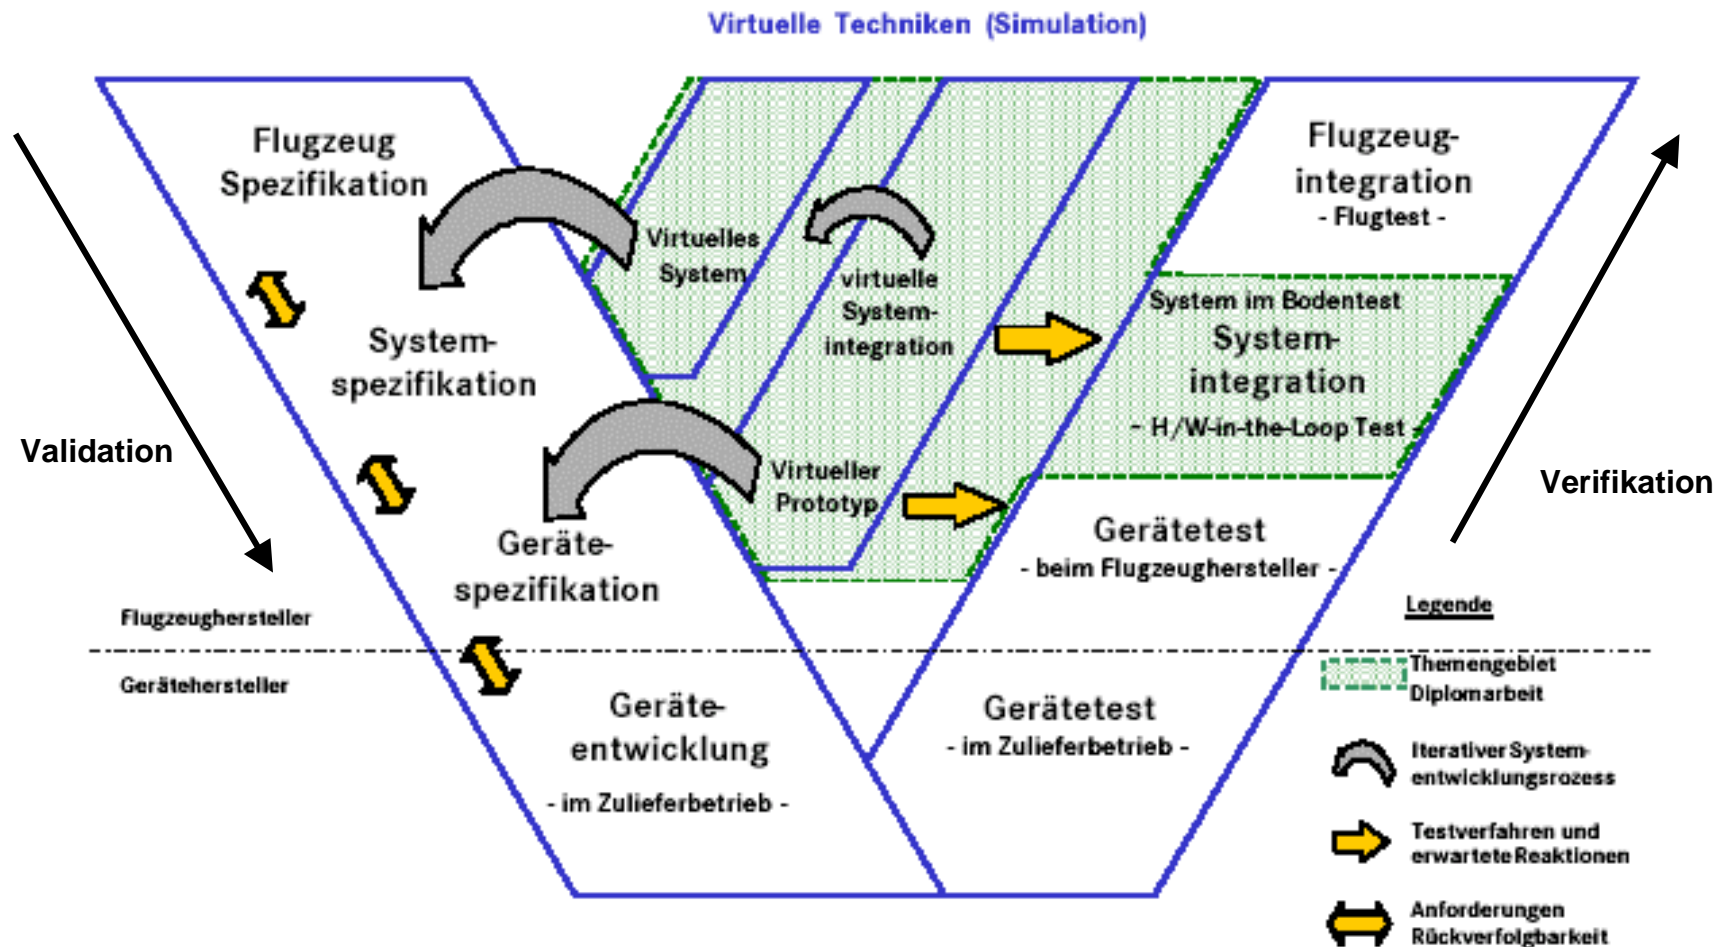 Virtuelle Techniken (Simulation)
Flugzeug
Spezifikation
Virtuelles
System
virtuelle
System-
integration
Flugzeug-
integration
- Flugtest -
System im Bodentest
System-
integration
- H/W-in-the-Loop Test -
System-
spezifikation
Validation
Verifikation
Virtueller
Prototyp
Geräte-
spezifikation
Gerätetest
- beim Flugzeughersteller -
Flugzeughersteller
Gerätehersteller
Geräte-
entwicklung
- im Zulieferbetrieb -
Gerätetest
- im Zulieferbetrieb -
Legende
Themengebiet
Diplomarbeit
Iterativer System-
entwicklungsrozess
Testverfahren und
erwartete Reaktionen
Anforderungen
Rückverfolgbarkeit